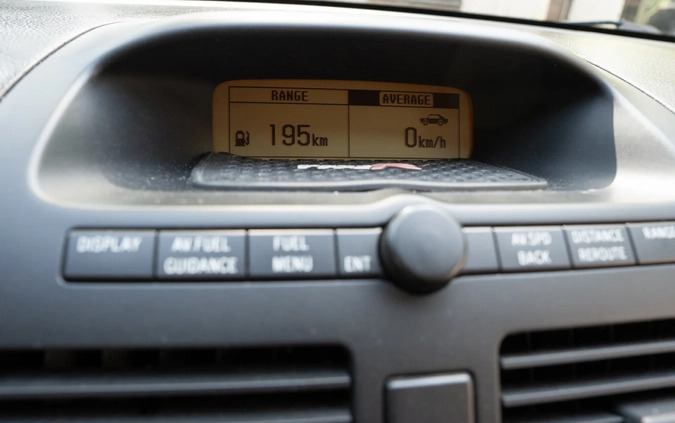 RANGE
AVERAGE
195km
0km/h
DISPLAY
AV.FUEL
GUIDANCE
FUEL
MENU
ENT
AV SPD
BACK
DISTANCE
REROUTE
RANGE